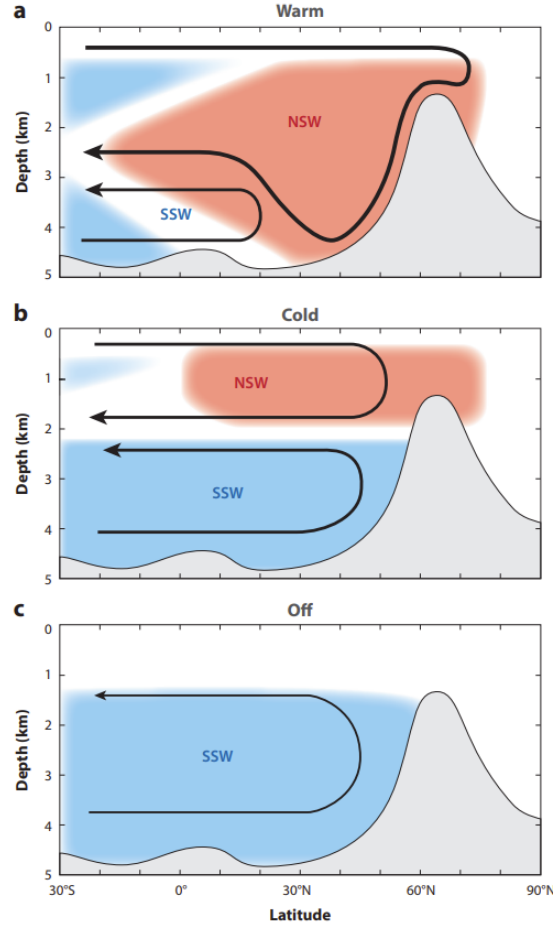 a
Warm
0
1
2
3
4
5
Depth (km)
NSW
SSW
b
Cold
0
1
2
3
4
5
Depth (km)
NSW
SSW
c
Off
0
1
2
3
4
5
Depth (km)
SSW
30°S 0° 30°N 60°N 90°N
Latitude